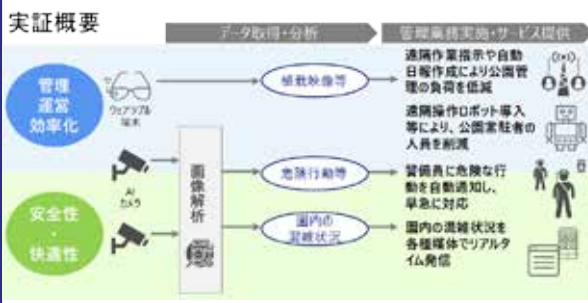 実証概要
データ取得・分析
管理業務実施・サービス提供
管理
運営
効率化
ウェアラブル
端末
植栽映像等
遠隔作業指示や自動
日報作成により公園管
理の負荷を低減
遠隔操作ロボット導入
等により、公園常駐者の
人員を削減
AI
カメラ
画像解析
危険行動等
警備員に危険な行
動を自動通知し、
早急に対応
安全性
・
快適性
園内の
混雑状況
園内の混雑状況を
各種媒体でリアルタ
イム発信